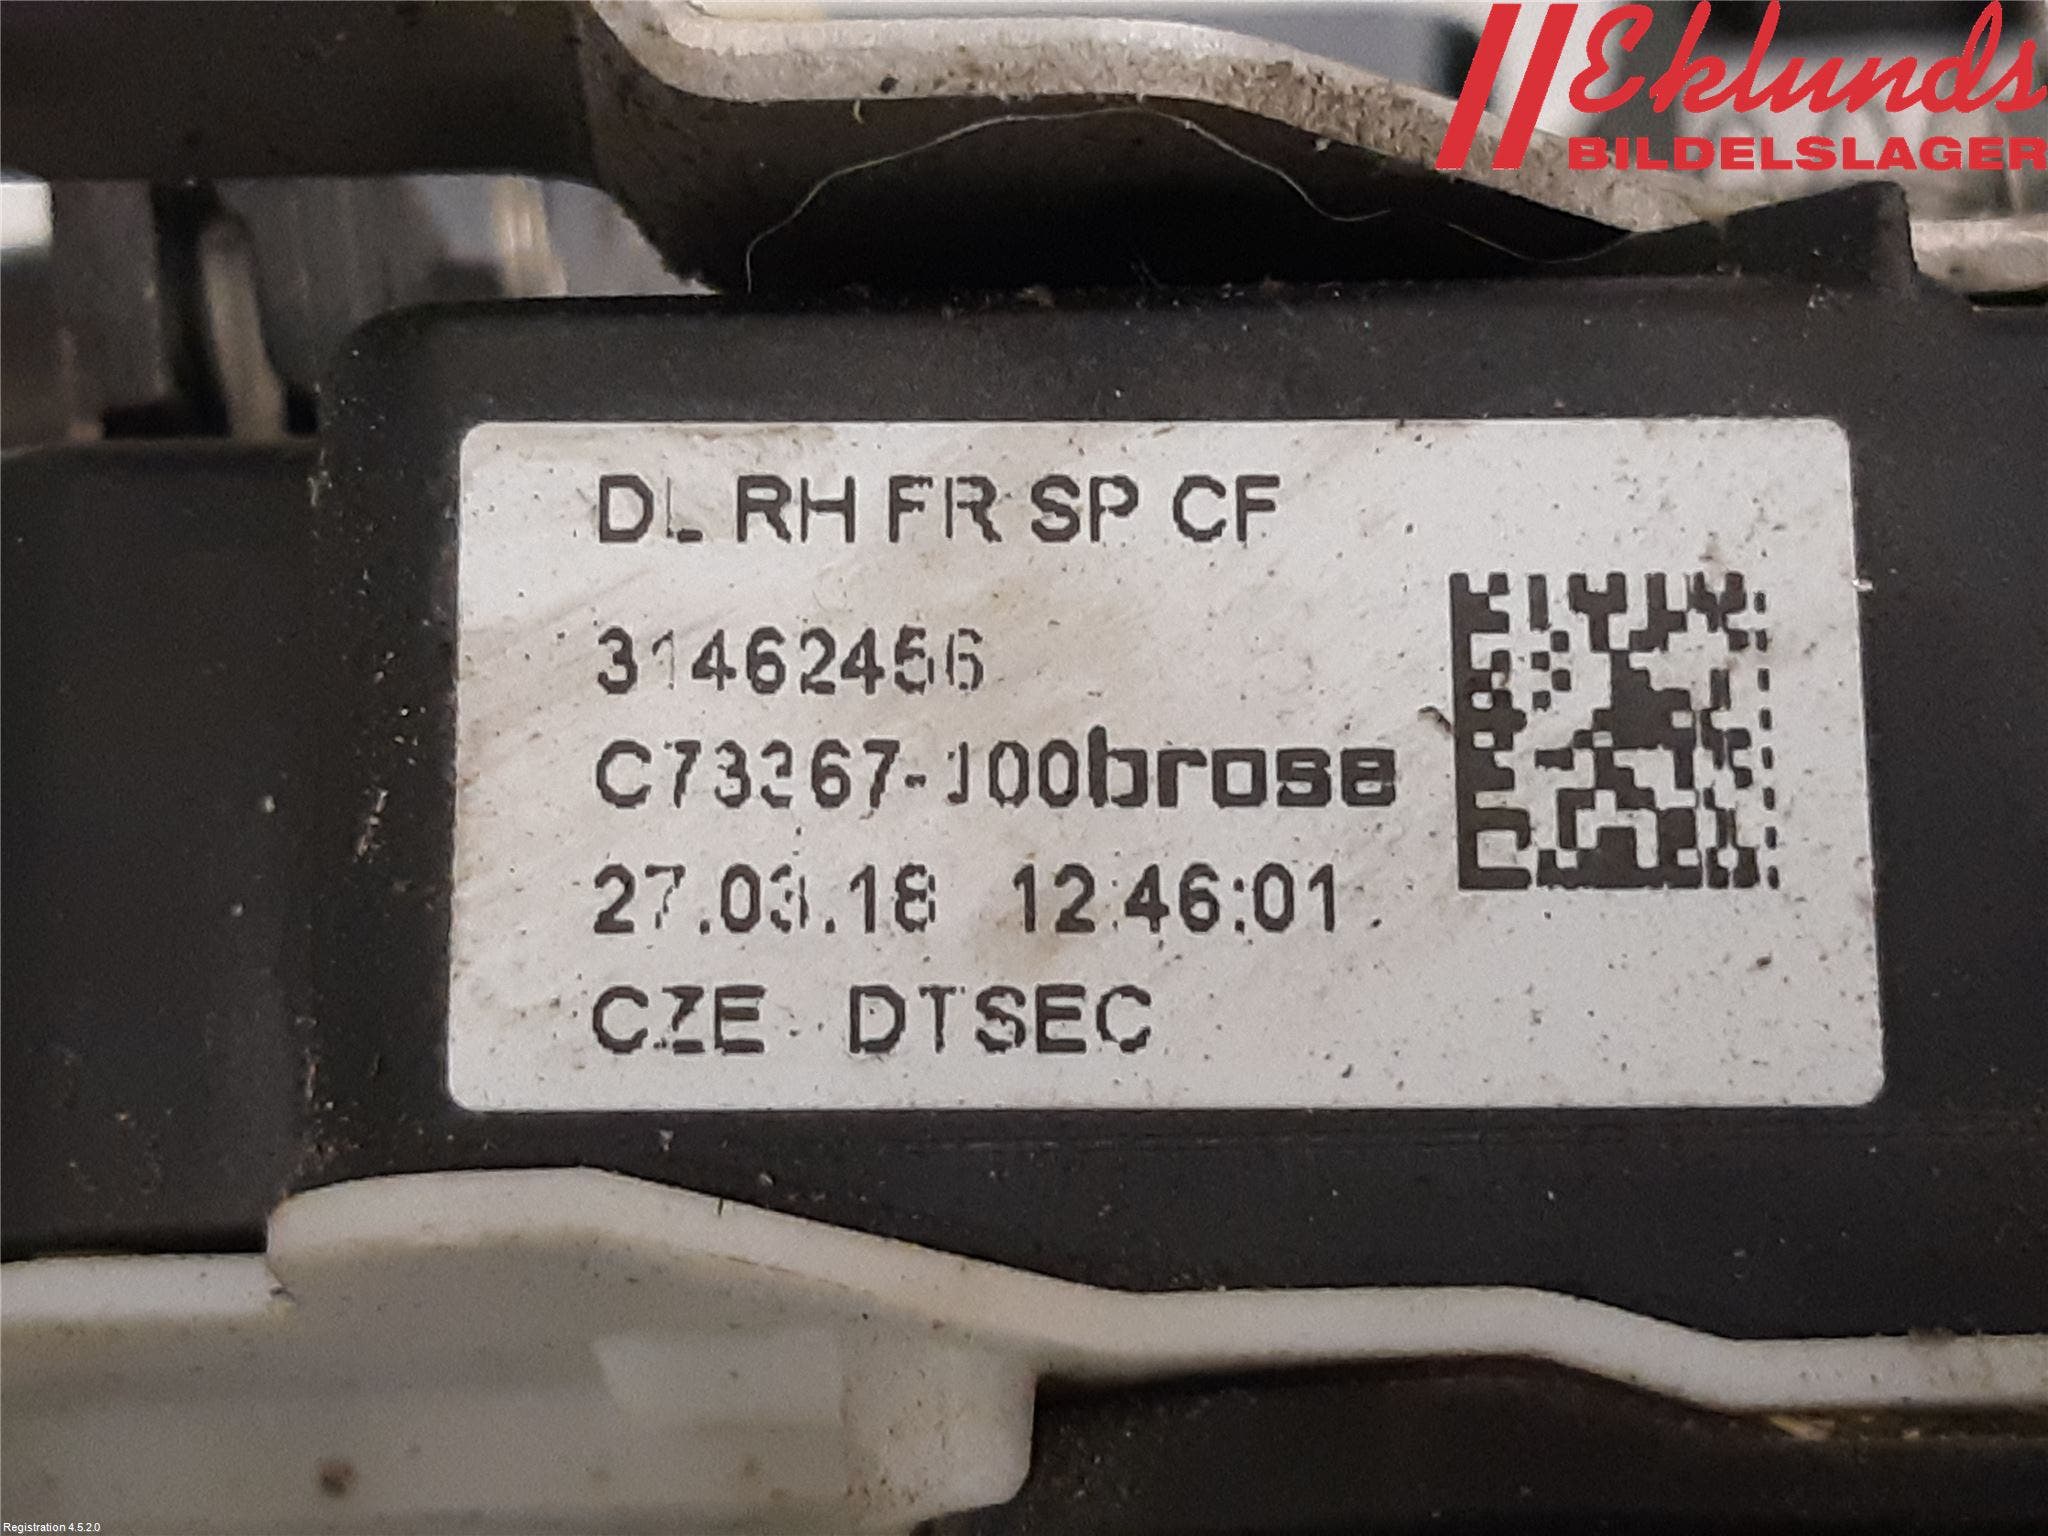 Eklunds
BILDELSLAGER
DL RH FR SP CF
31462456
C73367-100brose
27.03.18 12:46:01
CZE DTSEC
Registration 4.5.2.0